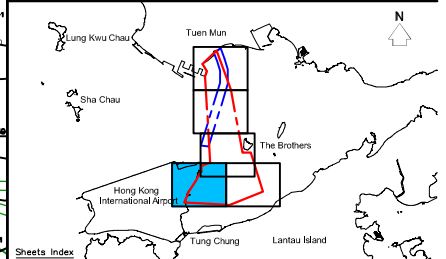 Tuen Mun
N
Lung Kwu Chau
Sha Chau
The Brothers
Hong Kong
International Airport
Tung Chung
Lantau Island
Sheets Index